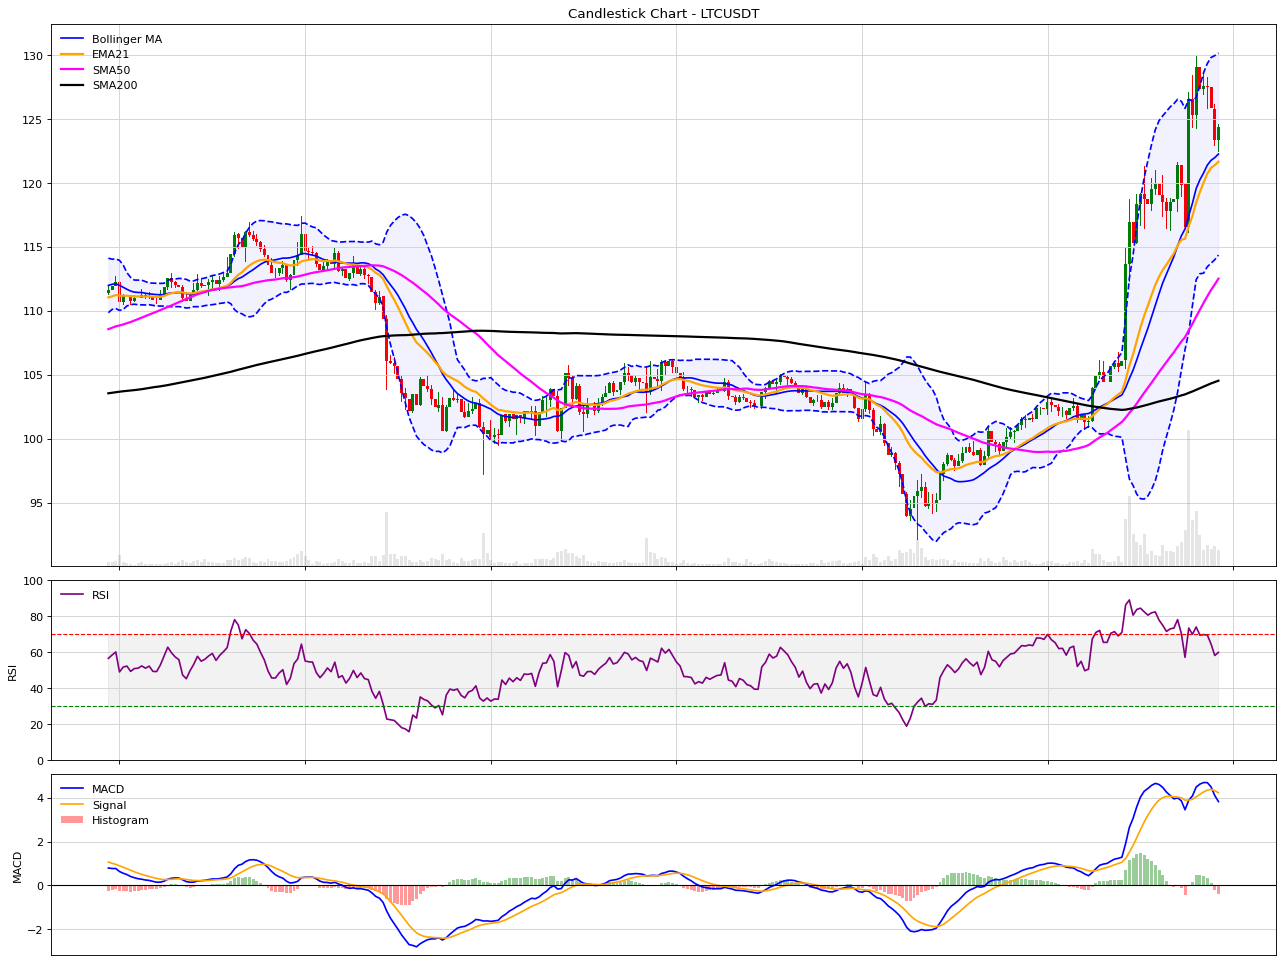 Candlestick Chart - LTCUSDT
Bollinger MA
EMA21
SMA50
SMA200
130
125
120
115
110
105
100
95
RSI
100
80
60
40
20
0
RSI
MACD
Signal
Histogram
4
2
0
−2
MACD